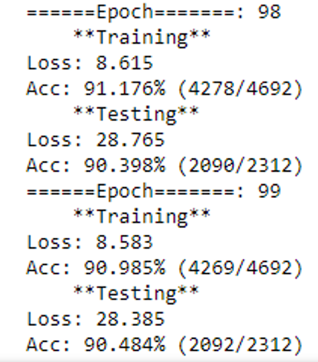 ======Epoch=======: 98
**Training**
Loss: 8.615
Acc: 91.176% (4278/4692)
**Testing**
Loss: 28.765
Acc: 90.398% (2090/2312)
======Epoch=======: 99
**Training**
Loss: 8.583
Acc: 90.985% (4269/4692)
**Testing**
Loss: 28.385
Acc: 90.484% (2092/2312)